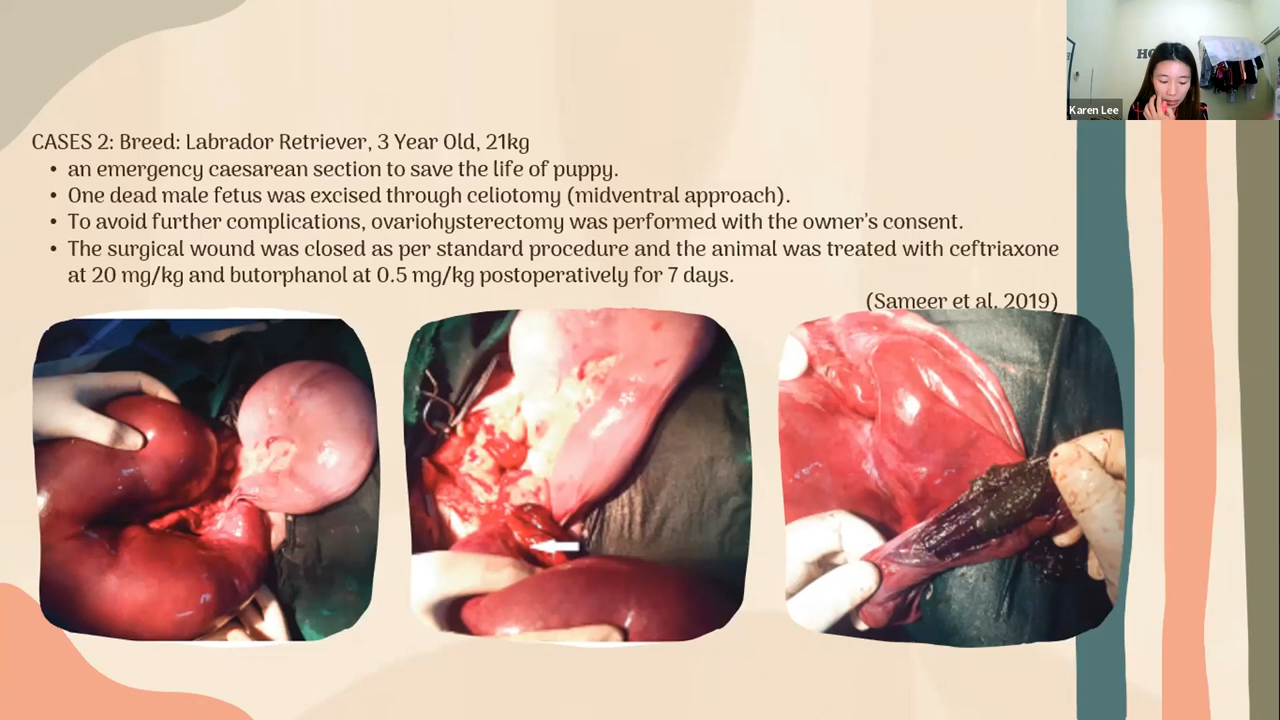 CASES 2: Breed: Labrador Retriever, 3 Year Old, 21kg
• an emergency caesarean section to save the life of puppy.
• One dead male fetus was excised through celiotomy (midventral approach).
• To avoid further complications, ovariohysterectomy was performed with the owner's consent.
• The surgical wound was closed as per standard procedure and the animal was treated with ceftriaxone
at 20 mg/kg and butorphanol at 0.5 mg/kg postoperatively for 7 days.
(Sameer et al. 2019)
Karen Lee